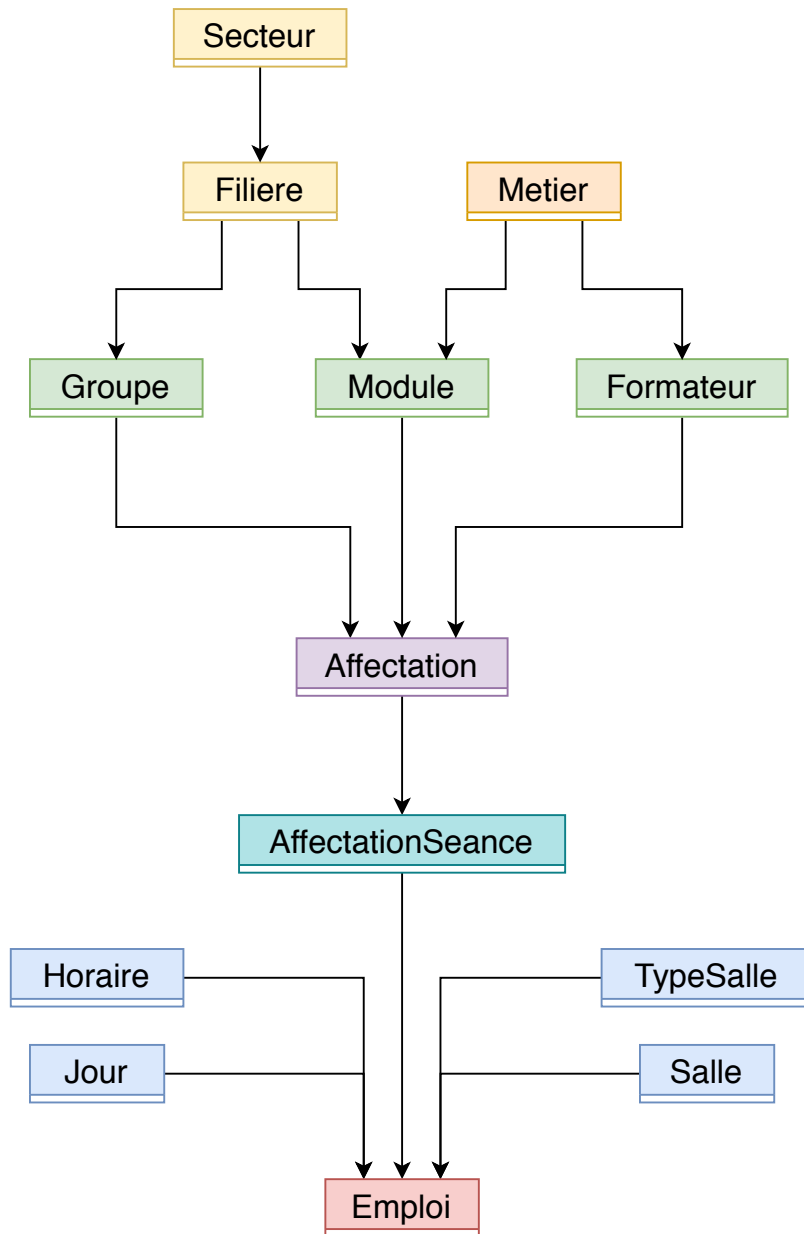 Secteur
Filiere
Metier
Groupe
Module
Formateur
Affectation
AffectationSeance
Horaire
TypeSalle
Jour
Salle
Emploi